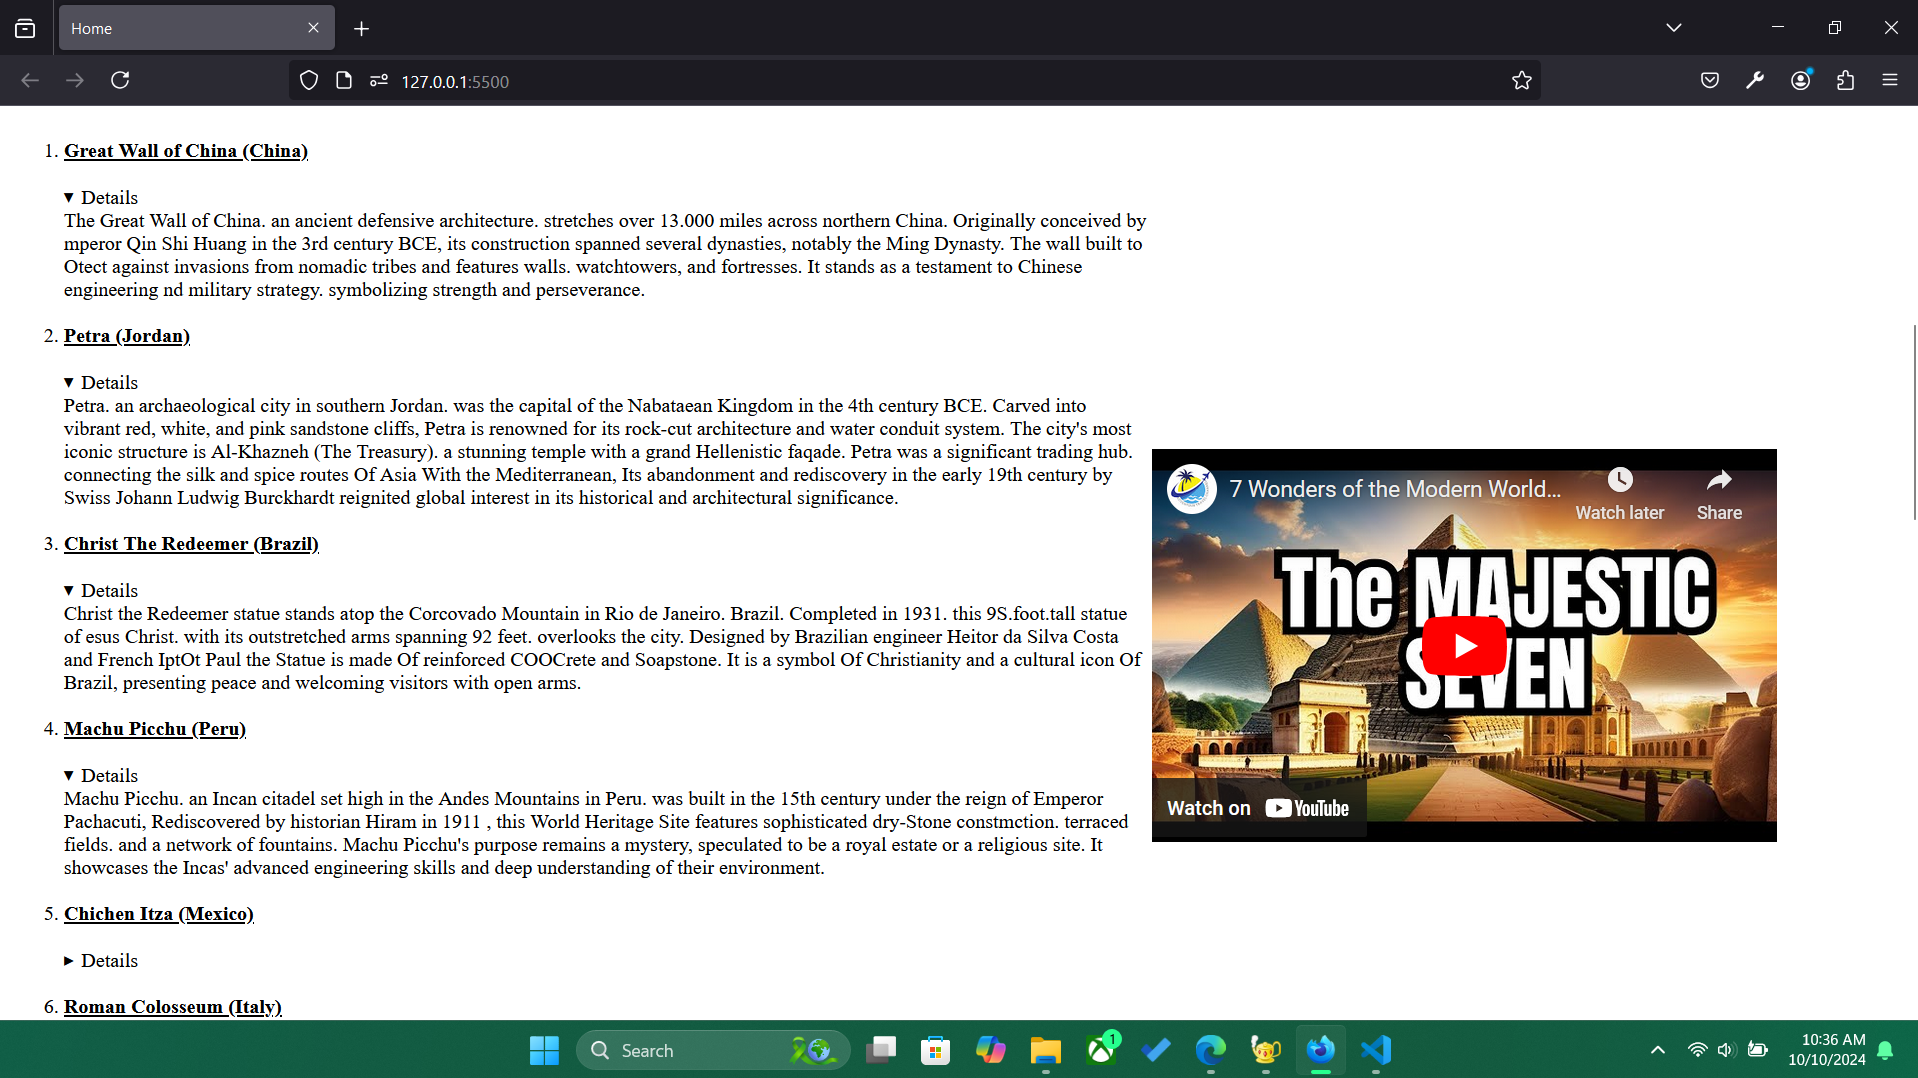 Home
127.0.0.1:5500
1. Great Wall of China (China)
▼ Details
The Great Wall of China. an ancient defensive architecture. stretches over 13.000 miles across northern China. Originally conceived by
mperor Qin Shi Huang in the 3rd century BCE, its construction spanned several dynasties, notably the Ming Dynasty. The wall built to
Otect against invasions from nomadic tribes and features walls. watchtowers, and fortresses. It stands as a testament to Chinese
engineering nd military strategy. symbolizing strength and perseverance.
2. Petra (Jordan)
▼ Details
Petra. an archaeological city in southern Jordan. was the capital of the Nabataean Kingdom in the 4th century BCE. Carved into
vibrant red, white, and pink sandstone cliffs, Petra is renowned for its rock-cut architecture and water conduit system. The city's most
iconic structure is Al-Khazneh (The Treasury). a stunning temple with a grand Hellenistic faqade. Petra was a significant trading hub.
connecting the silk and spice routes Of Asia With the Mediterranean, Its abandonment and rediscovery in the early 19th century by
Swiss Johann Ludwig Burckhardt reignited global interest in its historical and architectural significance.
3. Christ The Redeemer (Brazil)
▼ Details
Christ the Redeemer statue stands atop the Corcovado Mountain in Rio de Janeiro. Brazil. Completed in 1931. this 9S.foot.tall statue
of esus Christ. with its outstretched arms spanning 92 feet. overlooks the city. Designed by Brazilian engineer Heitor da Silva Costa
and French IptOt Paul the Statue is made Of reinforced COOCrete and Soapstone. It is a symbol Of Christianity and a cultural icon Of
Brazil, presenting peace and welcoming visitors with open arms.
4. Machu Picchu (Peru)
▼ Details
Machu Picchu. an Incan citadel set high in the Andes Mountains in Peru. was built in the 15th century under the reign of Emperor
Pachacuti, Rediscovered by historian Hiram in 1911 , this World Heritage Site features sophisticated dry-Stone constmction. terraced
fields. and a network of fountains. Machu Picchu's purpose remains a mystery, speculated to be a royal estate or a religious site. It
showcases the Incas' advanced engineering skills and deep understanding of their environment.
5. Chichen Itza (Mexico)
▶ Details
6. Roman Colosseum (Italy)
7 Wonders of the Modern World...
Watch later
Share
The MAJESTIC
SEVEN
Watch on YouTube
Search
1
10:36 AM
10/10/2024